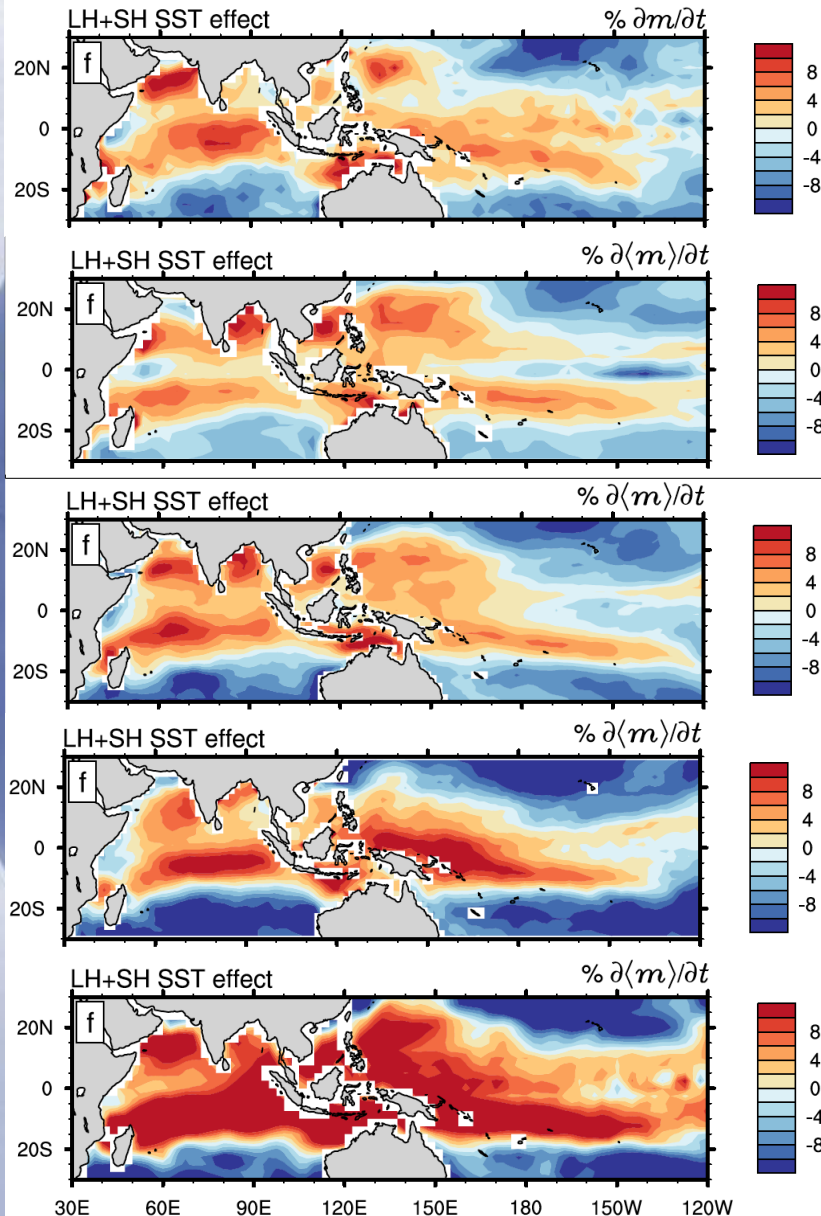 LH+SH SST effect % ∂m/∂t
f
20N
0
20S
8
4
0
-4
-8
LH+SH SST effect % ∂⟨m⟩/∂t
f
20N
0
20S
8
4
0
-4
-8
LH+SH SST effect % ∂⟨m⟩/∂t
f
20N
0
20S
8
4
0
-4
-8
LH+SH SST effect % ∂⟨m⟩/∂t
f
20N
0
20S
8
4
0
-4
-8
LH+SH SST effect % ∂⟨m⟩/∂t
f
20N
0
20S
8
4
0
-4
-8
30E 60E 90E 120E 150E 180 150W 120W